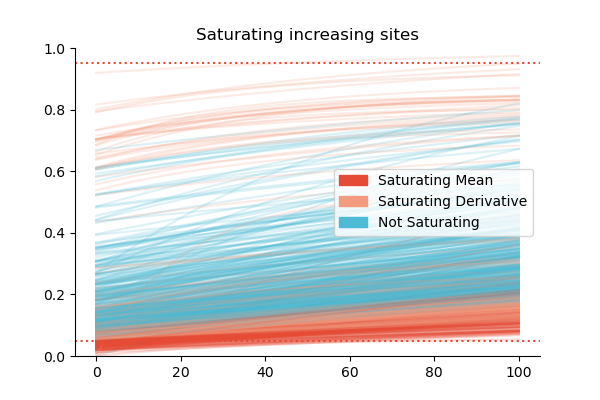 Saturating increasing sites
1.0
0.8
0.6
0.4
0.2
0.0
Saturating Mean
Saturating Derivative
Not Saturating
0 20 40 60 80 100